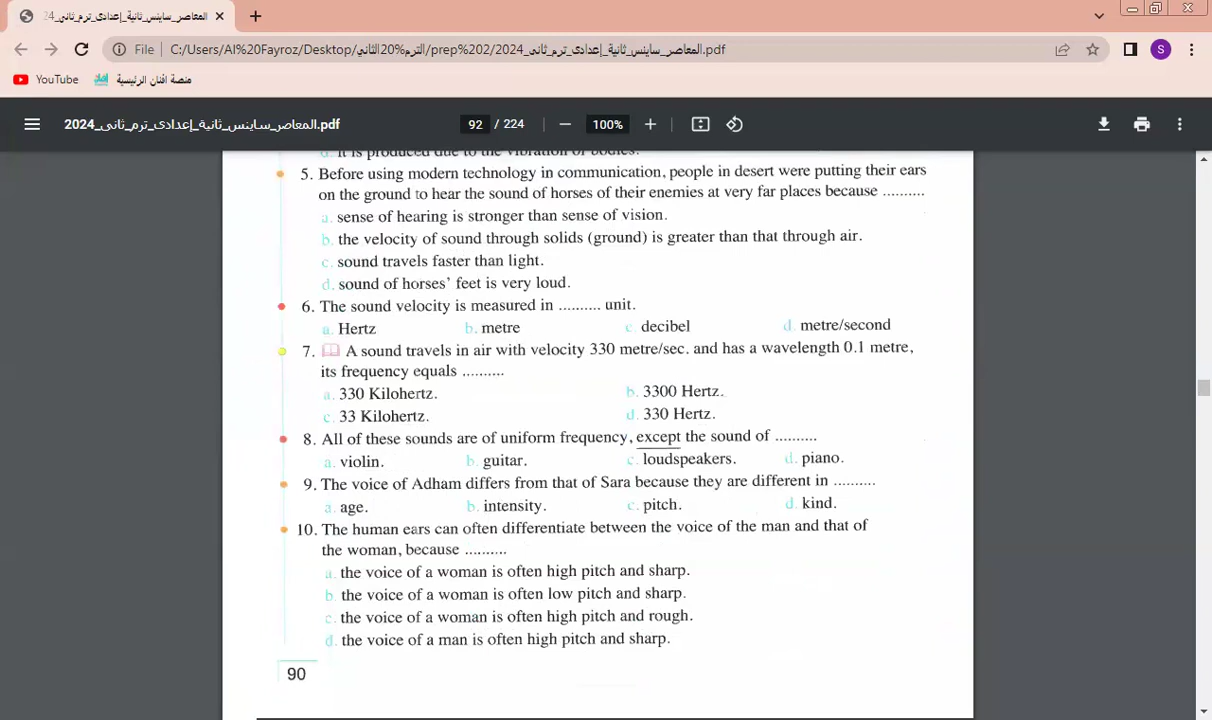 المعاصر_ساينس_ثانية_إعدادى_ترم_ثانى_24
File C:/Users/Al%20Fayroz/Desktop/الترم%20الثاني/prep%202/2024_المعاصر_ساينس_ثانية_إعدادى_ترم_ثانى.pdf
S
YouTube منصة افنان الرئيسية
2024_المعاصر_ساينس_ثانية_إعدادى_ترم_ثانى.pdf 92 / 224 100%
d. it is produced due to the vibration of bodies.
5. Before using modern technology in communication, people in desert were putting their ears
on the ground to hear the sound of horses of their enemies at very far places because ..........
a. sense of hearing is stronger than sense of vision.
b. the velocity of sound through solids (ground) is greater than that through air.
c. sound travels faster than light.
d. sound of horses' feet is very loud.
6. The sound velocity is measured in .......... unit.
a. Hertz b. metre c. decibel d. metre/second
7. A sound travels in air with velocity 330 metre/sec. and has a wavelength 0.1 metre,
its frequency equals ..........
a. 330 Kilohertz. b. 3300 Hertz.
c. 33 Kilohertz. d. 330 Hertz.
8. All of these sounds are of uniform frequency, except the sound of ..........
a. violin. b. guitar. c. loudspeakers. d. piano.
9. The voice of Adham differs from that of Sara because they are different in ..........
a. age. b. intensity. c. pitch. d. kind.
10. The human ears can often differentiate between the voice of the man and that of
the woman, because ..........
a. the voice of a woman is often high pitch and sharp.
b. the voice of a woman is often low pitch and sharp.
c. the voice of a woman is often high pitch and rough.
d. the voice of a man is often high pitch and sharp.
90